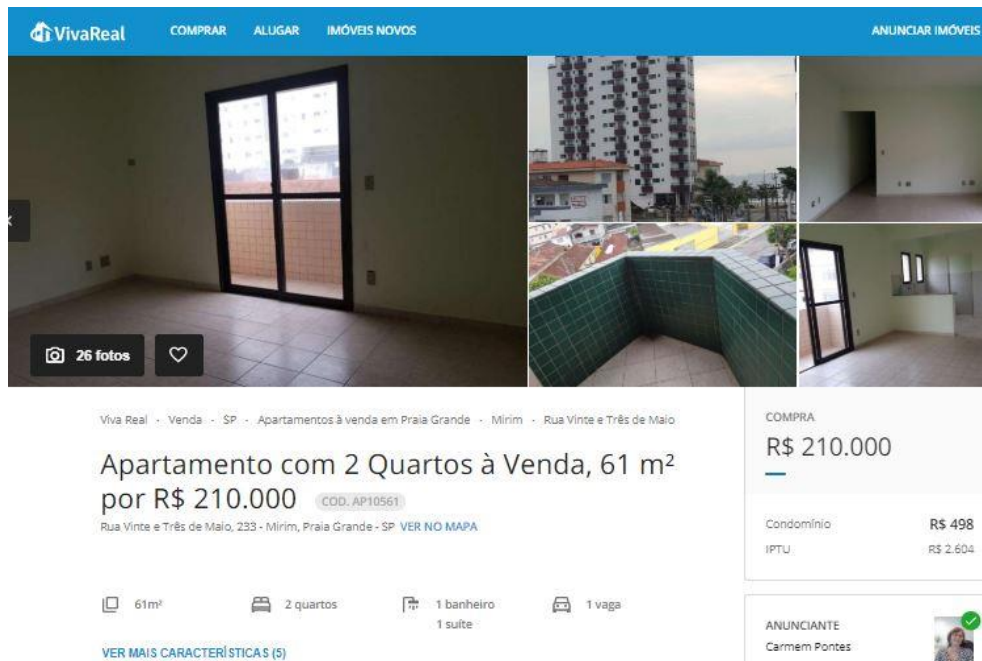 VivaReal COMPRAR ALUGAR IMÓVEIS NOVOS ANUNCIAR IMÓVEIS
26 fotos
Viva Real - Venda - SP - Apartamentos à venda em Praia Grande - Mirim - Rua Vinte e Três de Maio
Apartamento com 2 Quartos à Venda, 61 m²
por R$ 210.000 COD. AP10561
Rua Vinte e Três de Maio, 233 - Mirim, Praia Grande - SP VER NO MAPA
61m² 2 quartos 1 banheiro 1 vaga
1 suíte
VER MAIS CARACTERÍSTICAS (5)
COMPRA
R$ 210.000
Condomínio R$ 498
IPTU R$ 2.604
ANUNCIANTE
Carmem Pontes